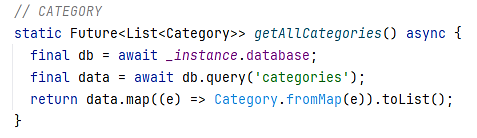 // CATEGORY
static Future<List<Category>> getAllCategories() async {
  final db = await _instance.database;
  final data = await db.query('categories');
  return data.map((e) => Category.fromMap(e)).toList();
}